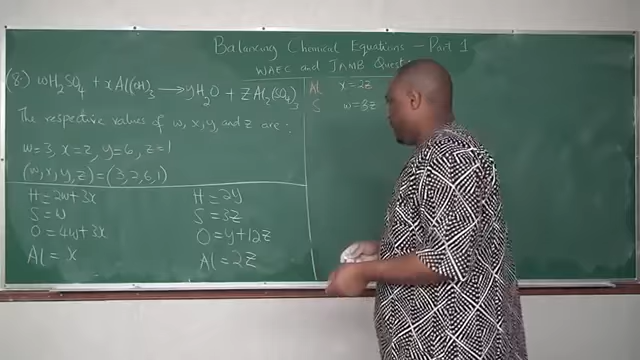 Balancing Chemical Equations - Part 1
WAEC and JAMB Questi
(8.) wH₂SO₄ + xAl(OH)₃ → yH₂O + zAl₂(SO₄)₃
The respective values of w, x, y, and z are:
w=3, x=2, y=6, z=1
(w,x,y,z) = (3,2,6,1)
H = 2w+3x
S = w
O = 4w+3x
Al = x
H = 2y
S = 3z
O = y+12z
Al = 2z
Al x=2z
S w=3z